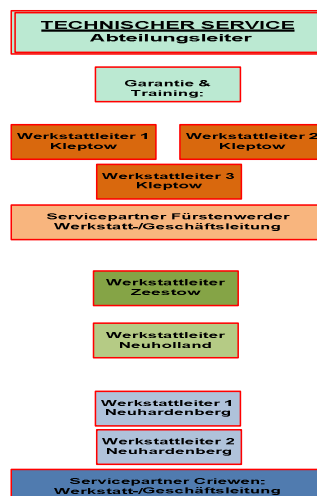 TECHNISCHER SERVICE
Abteilungsleiter
Garantie &
Training:
Werkstattleiter 1
Kleptow
Werkstattleiter 2
Kleptow
Werkstattleiter 3
Kleptow
Servicepartner Fürstenwerder
Werkstatt-/Geschäftsleitung
Werkstattleiter
Zeestow
Werkstattleiter
Neuholland
Werkstattleiter 1
Neuhardenberg
Werkstattleiter 2
Neuhardenberg
Servicepartner Criewen:
Werkstatt-/Geschäftsleitung